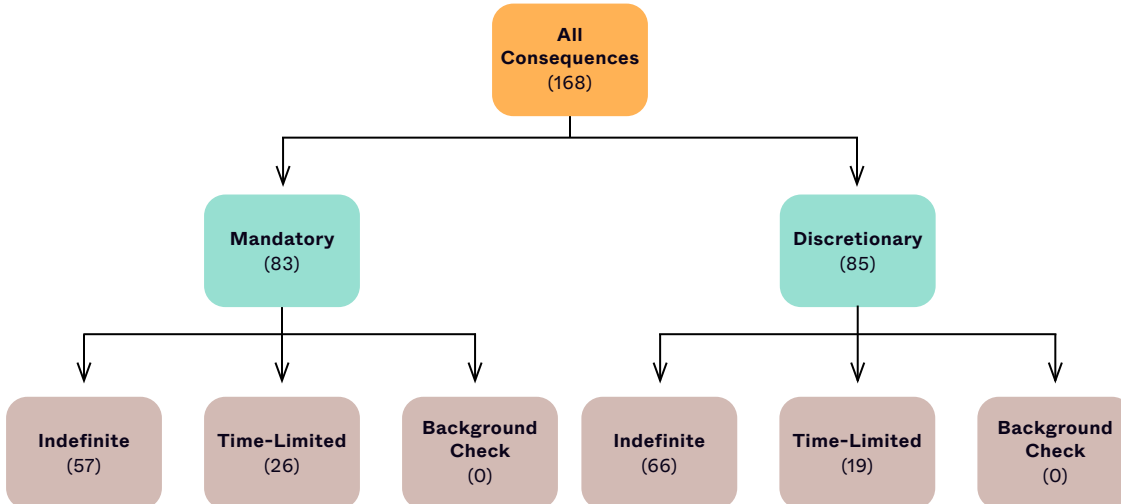 All
Consequences
(168)
Mandatory
(83)
Discretionary
(85)
Indefinite
(57)
Time-Limited
(26)
Background
Check
(0)
Indefinite
(66)
Time-Limited
(19)
Background
Check
(0)